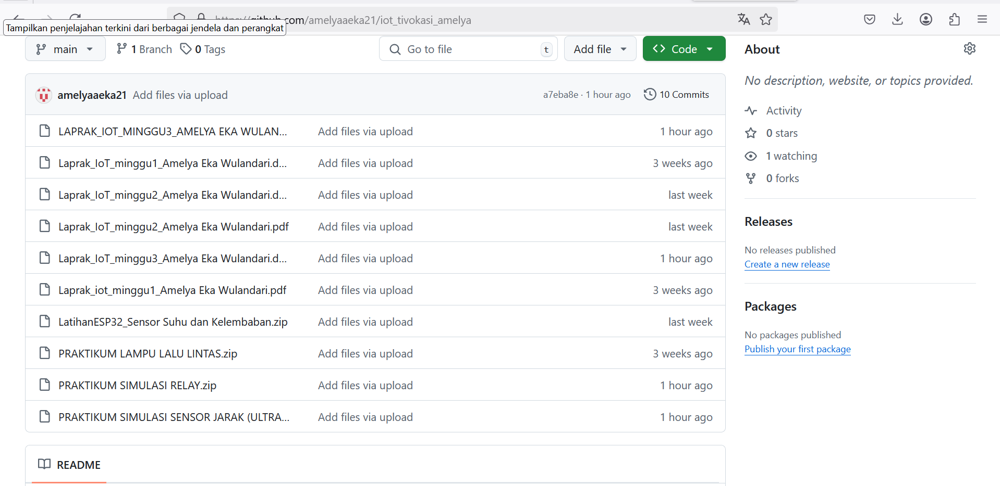 https://github.com/amelyaaeka21/iot_tivokasi_amelya
Tampilkan penjelajahan terkini dari berbagai jendela dan perangkat
main 1 Branch 0 Tags Go to file t Add file Code
amelyaaeka21 Add files via upload a7eba8e · 1 hour ago 10 Commits
LAPRAK_IOT_MINGGU3_AMELYA EKA WULAN... Add files via upload 1 hour ago
Laprak_IoT_minggu1_Amelya Eka Wulandari.d... Add files via upload 3 weeks ago
Laprak_IoT_minggu2_Amelya Eka Wulandari.d... Add files via upload last week
Laprak_IoT_minggu2_Amelya Eka Wulandari.pdf Add files via upload last week
Laprak_IoT_minggu3_Amelya Eka Wulandari.d... Add files via upload 1 hour ago
Laprak_iot_minggu1_Amelya Eka Wulandari.pdf Add files via upload 3 weeks ago
LatihanESP32_Sensor Suhu dan Kelembaban.zip Add files via upload last week
PRAKTIKUM LAMPU LALU LINTAS.zip Add files via upload 3 weeks ago
PRAKTIKUM SIMULASI RELAY.zip Add files via upload 1 hour ago
PRAKTIKUM SIMULASI SENSOR JARAK (ULTRA... Add files via upload 1 hour ago
README
About
No description, website, or topics provided.
Activity
0 stars
1 watching
0 forks
Releases
No releases published
Create a new release
Packages
No packages published
Publish your first package